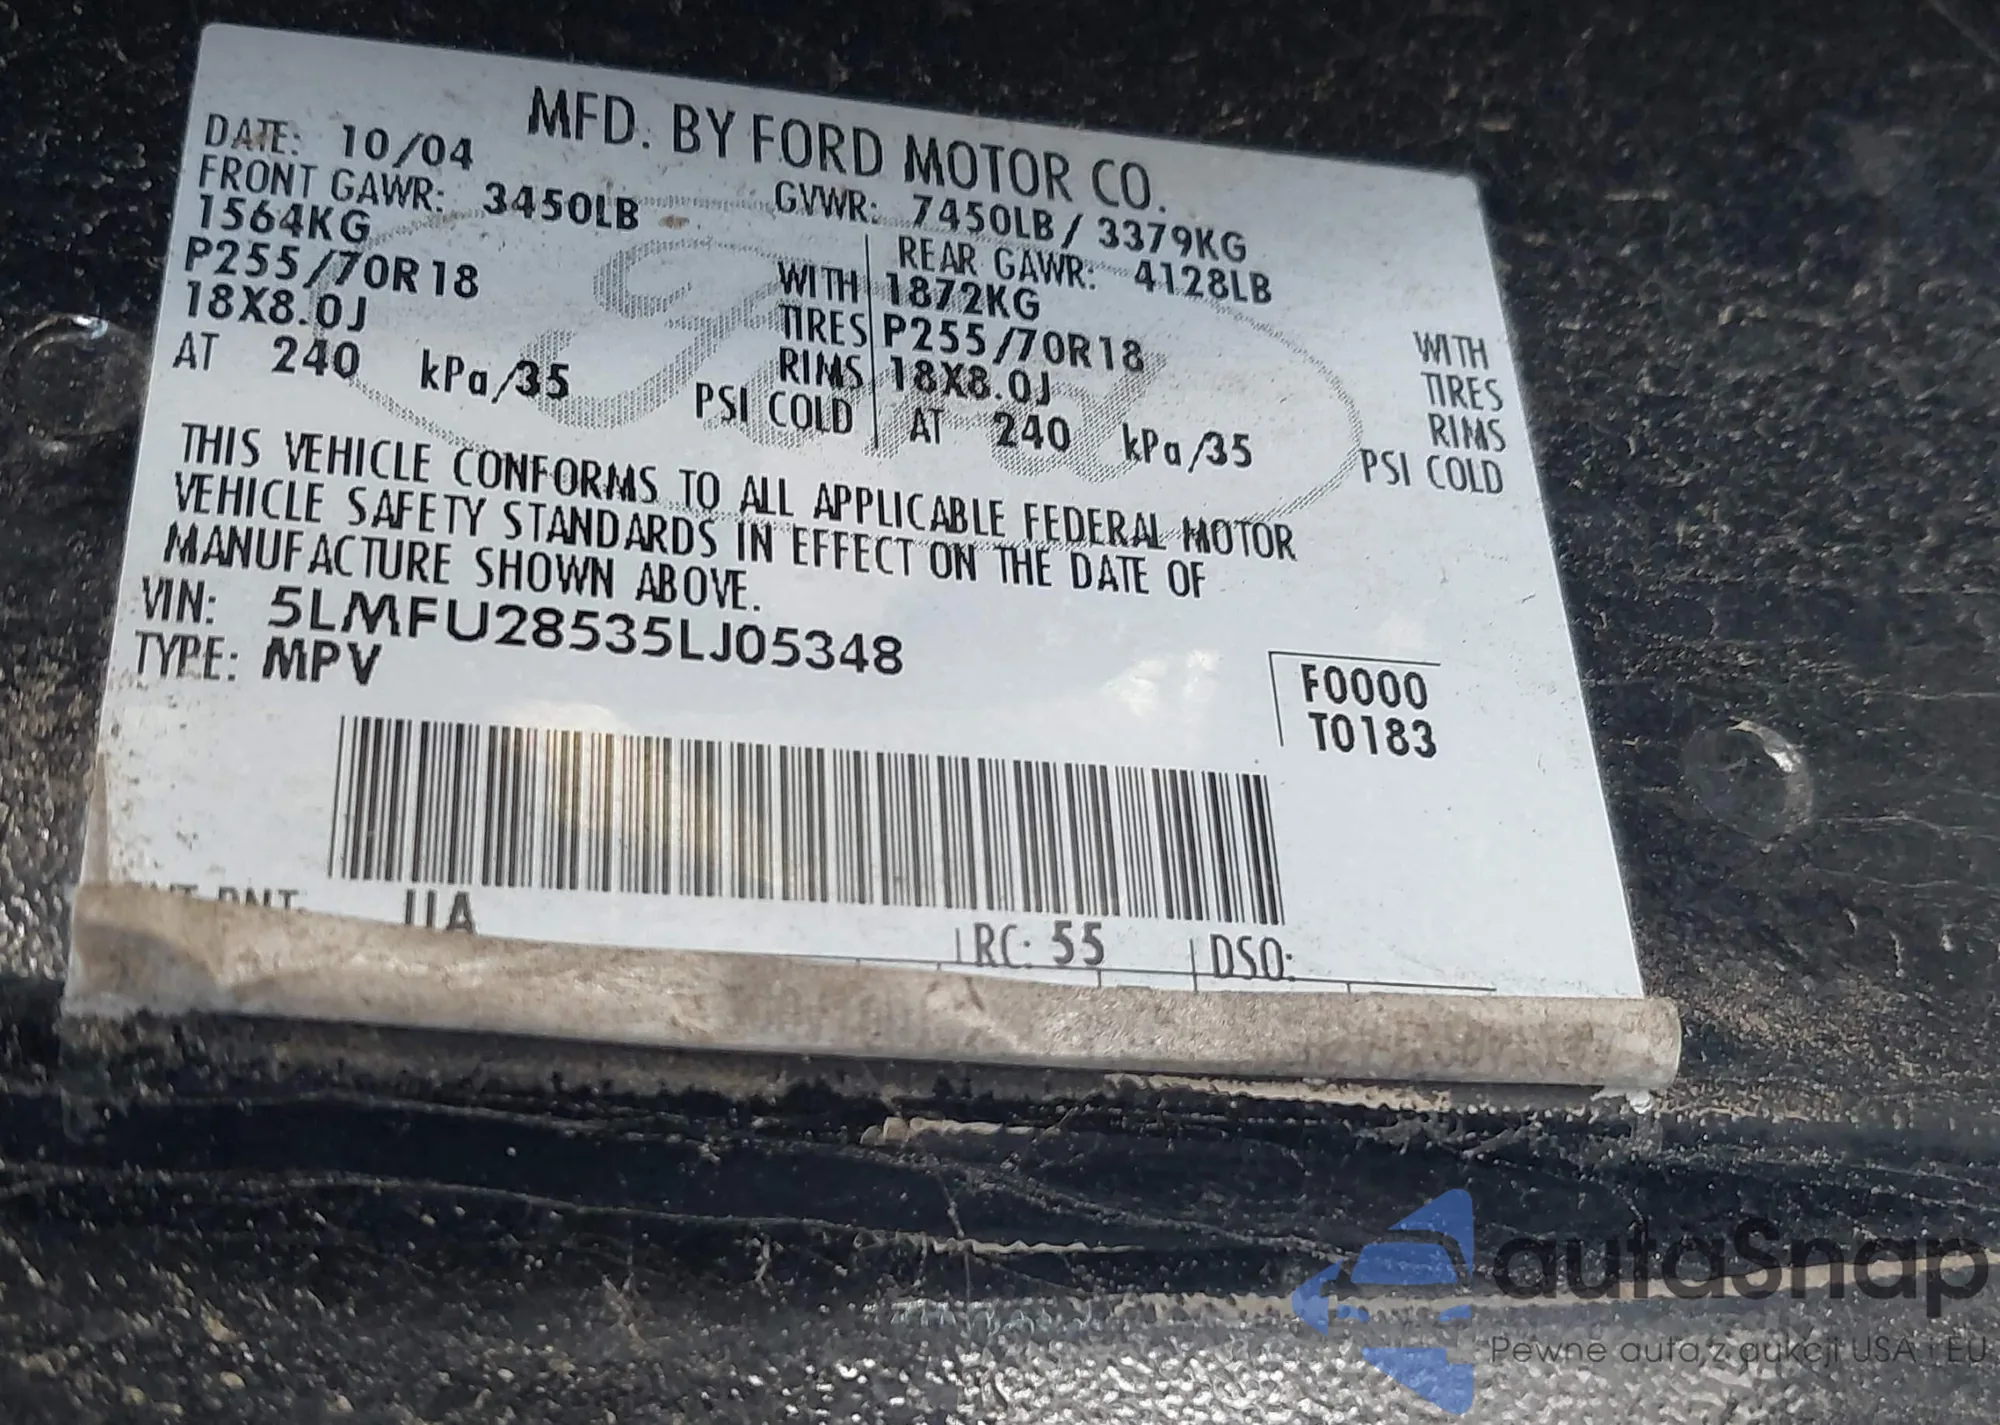 MFD. BY FORD MOTOR CO.
DATE: 10/04
GVWR: 7450LB / 3379KG
FRONT GAWR: 3450LB
REAR GAWR: 4128LB
1564KG WITH 1872KG WITH
P255/70R18 TIRES P255/70R18 TIRES
18X8.0J RIMS 18X8.0J RIMS
AT 240 kPa/35 PSI COLD AT 240 kPa/35 PSI COLD
THIS VEHICLE CONFORMS TO ALL APPLICABLE FEDERAL MOTOR
VEHICLE SAFETY STANDARDS IN EFFECT ON THE DATE OF
MANUFACTURE SHOWN ABOVE.
VIN: 5LMFU28535LJ05348
TYPE: MPV
F0000
T0183
UA
RC: 55
DSO:
autaSnap
Pewne auta z aukcji USA i EU